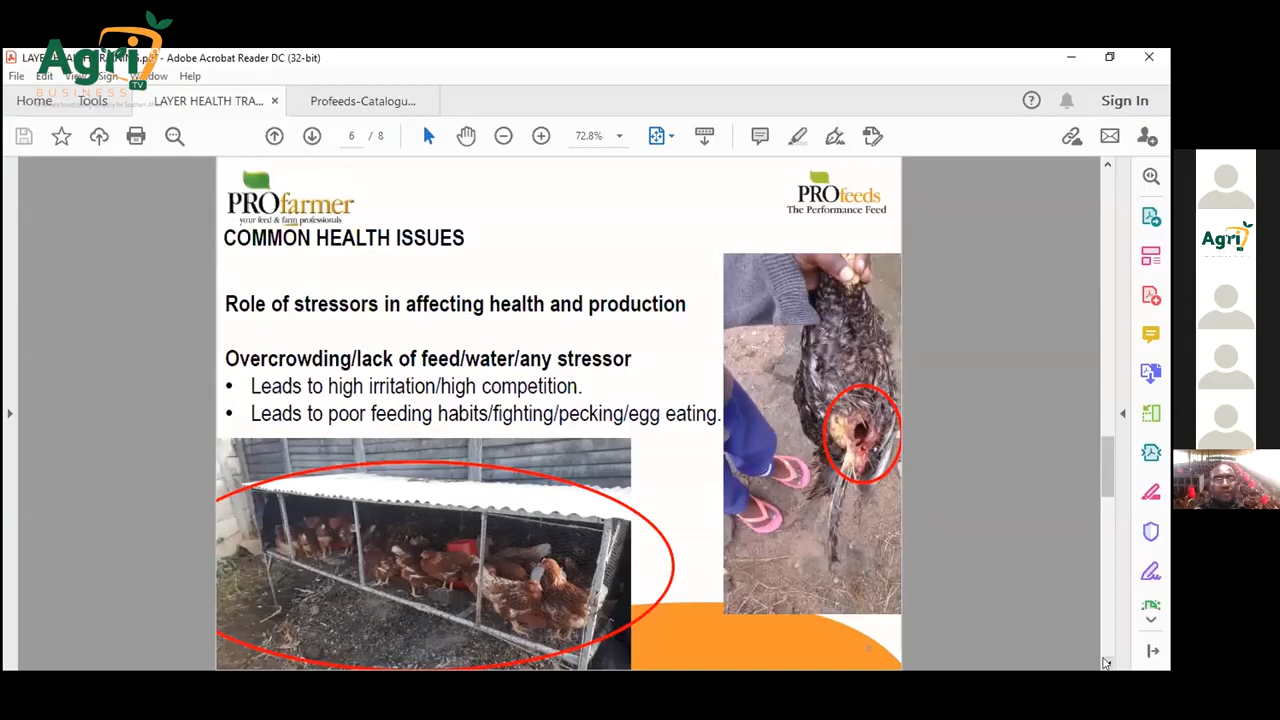 Agri
BUSINESS
TV
- Adobe Acrobat Reader DC (32-bit)
File Edit Window Help
Home Tools LAYER HEALTH TRA... × Profeeds-Catalogu...
Sign In
6 / 8
72.8%
PROfarmer
your feed & farm professionals
PROfeeds
The Performance Feed
COMMON HEALTH ISSUES
Role of stressors in affecting health and production
Overcrowding/lack of feed/water/any stressor
• Leads to high irritation/high competition.
• Leads to poor feeding habits/fighting/pecking/egg eating.
Agri